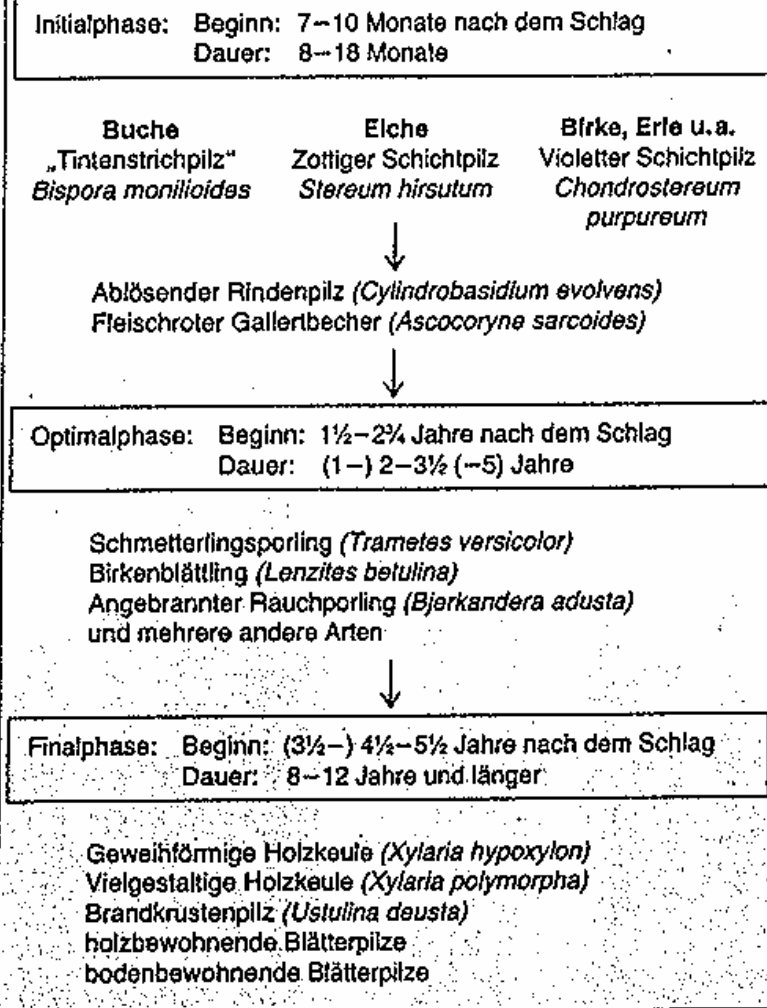 Initialphase: Beginn: 7–10 Monate nach dem Schlag
Dauer: 8–18 Monate
Buche Eiche Birke, Erle u.a.
„Tintenstrichpilz“ Zottiger Schichtpilz Violetter Schichtpilz
Bispora monilioides Stereum hirsutum Chondrostereum
purpureum
Ablösender Rindenpilz (Cylindrobasidium evolvens)
Fleischroter Gallertbecher (Ascocoryne sarcoides)
Optimalphase: Beginn: 1½–2¾ Jahre nach dem Schlag
Dauer: (1–) 2–3½ (–5) Jahre
Schmetterlingsporling (Trametes versicolor)
Birkenblättling (Lenzites betulina)
Angebrannter Rauchporling (Bjerkandera adusta)
und mehrere andere Arten
Finalphase: Beginn: (3½–) 4½–5½ Jahre nach dem Schlag
Dauer: 8–12 Jahre und länger
Geweihförmige Holzkeule (Xylaria hypoxylon)
Vielgestaltige Holzkeule (Xylaria polymorpha)
Brandkrustenpilz (Ustulina deusta)
holzbewohnende Blätterpilze
bodenbewohnende Blätterpilze